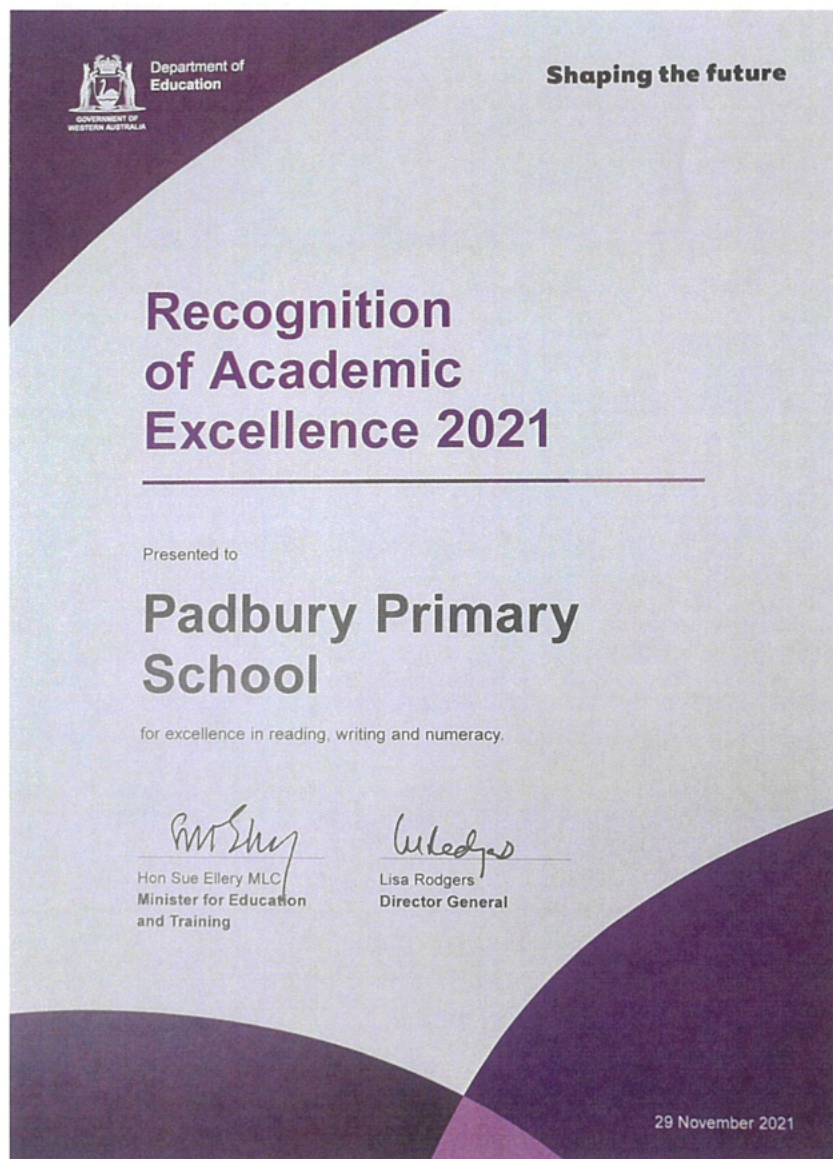 Department of
Education
GOVERNMENT OF
WESTERN AUSTRALIA
Shaping the future
Recognition
of Academic
Excellence 2021
Presented to
Padbury Primary
School
for excellence in reading, writing and numeracy.
Hon Sue Ellery MLC
Minister for Education
and Training
Lisa Rodgers
Director General
29 November 2021